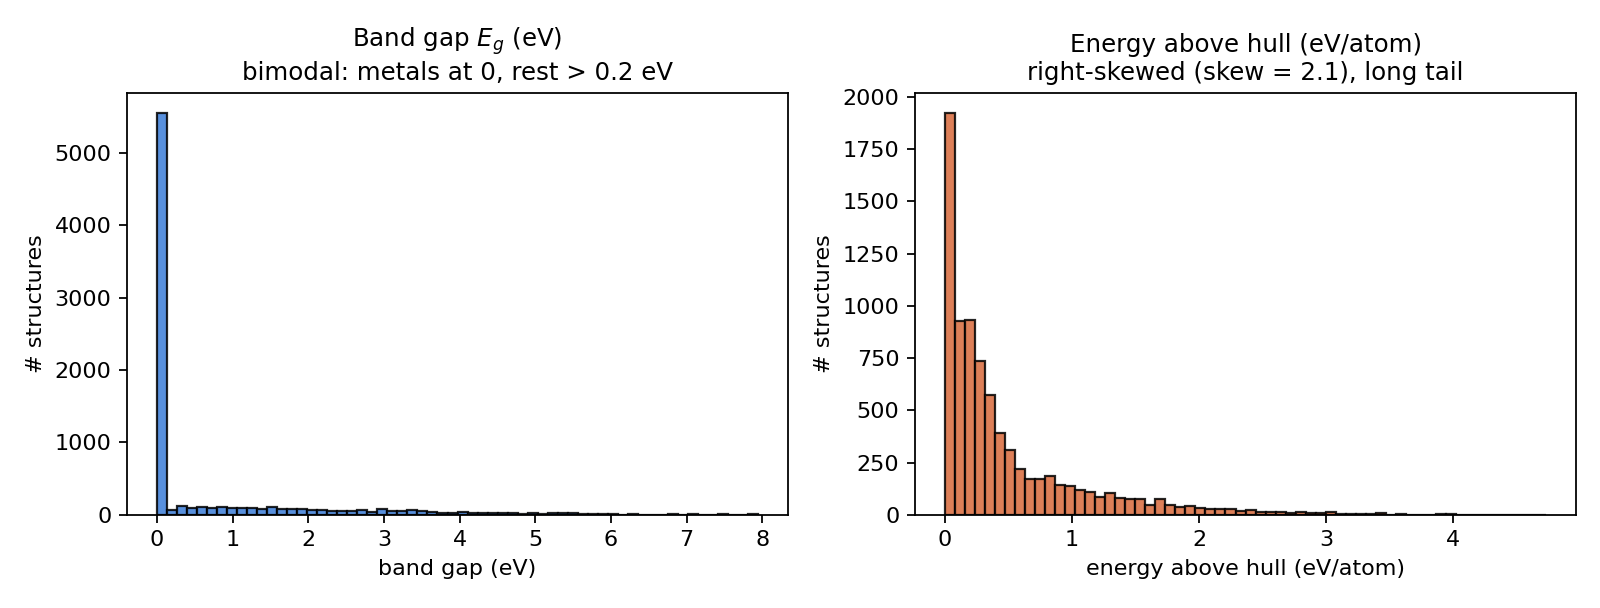 Band gap E_g (eV)
bimodal: metals at 0, rest > 0.2 eV
# structures
5000
4000
3000
2000
1000
0
0 1 2 3 4 5 6 7 8
band gap (eV)
Energy above hull (eV/atom)
right-skewed (skew = 2.1), long tail
# structures
2000
1750
1500
1250
1000
750
500
250
0
0 1 2 3 4
energy above hull (eV/atom)